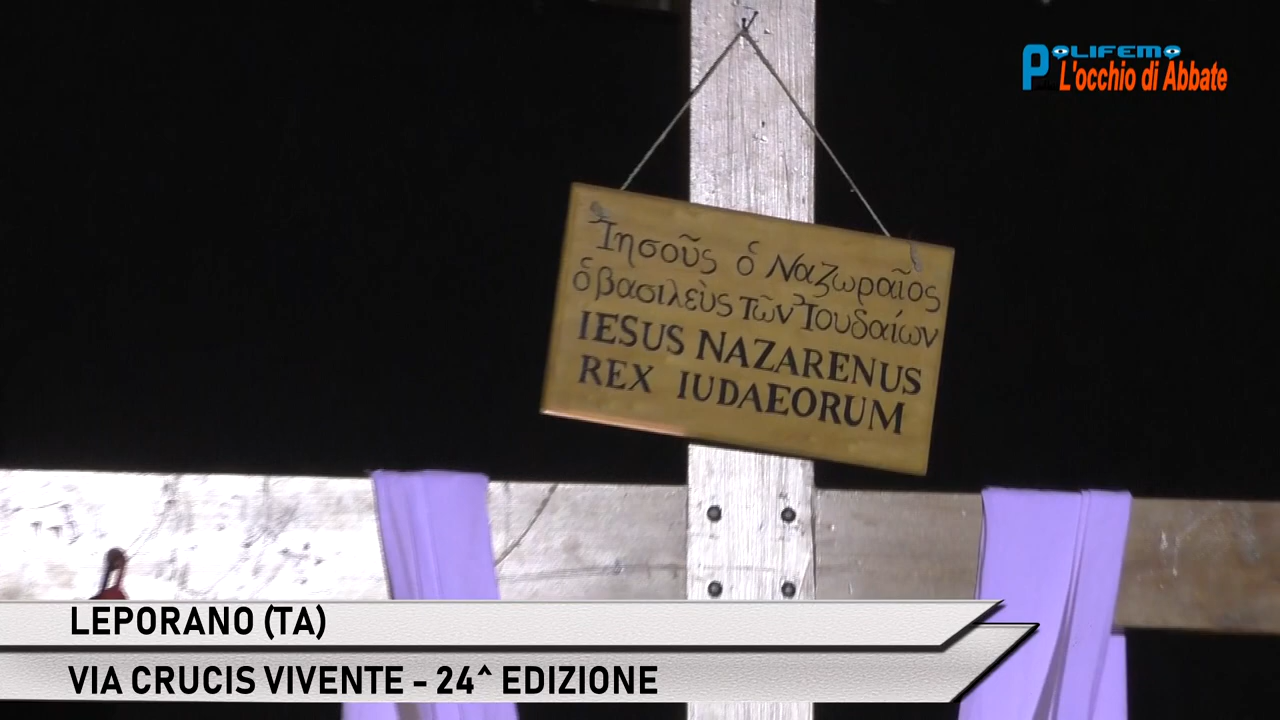 POLIFEMO
L'occhio di Abbate
Ἰησοῦς ὁ Ναζωραῖος
ὁ βασιλεὺς τῶν Ἰουδαίων
IESUS NAZARENUS
REX IUDAEORUM
LEPORANO (TA)
VIA CRUCIS VIVENTE - 24^ EDIZIONE